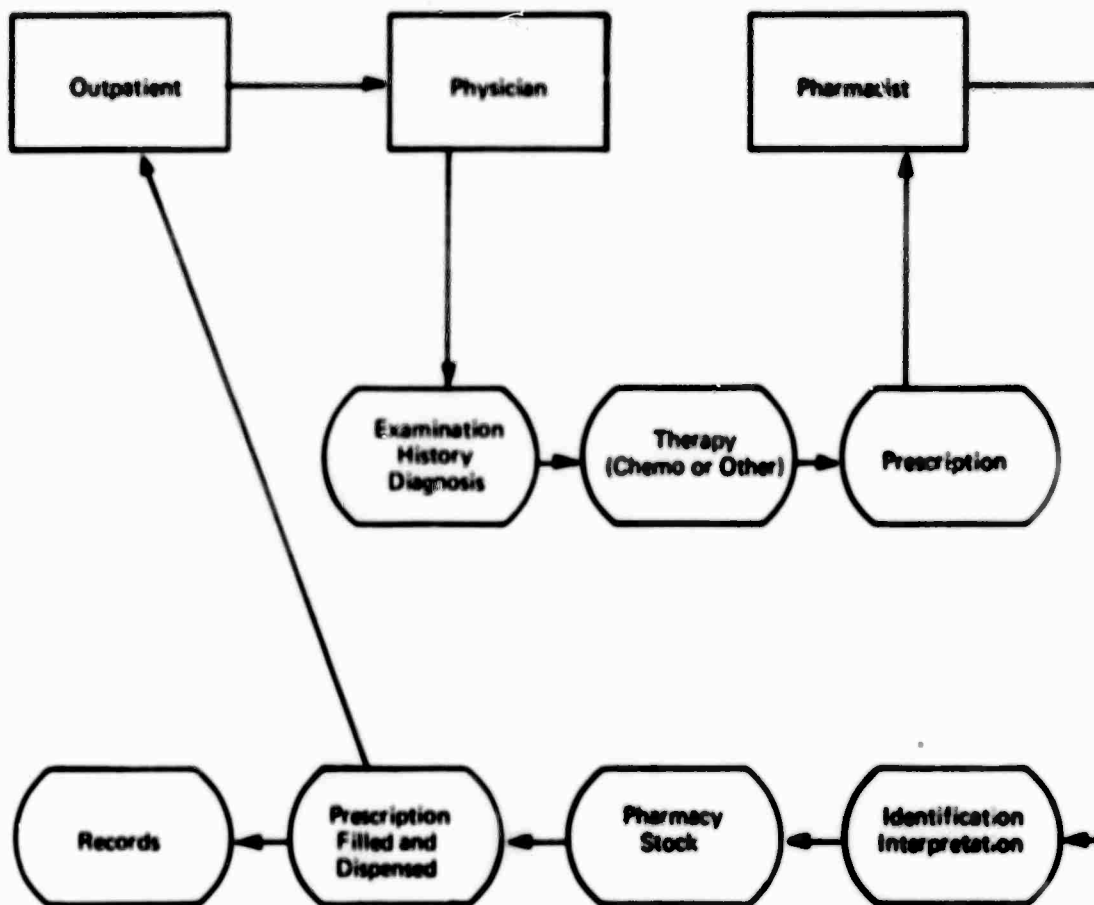 Outpatient
Physician
Pharmacist
Examination
History
Diagnosis
Therapy
(Chemo or Other)
Prescription
Records
Prescription
Filled and
Dispensed
Pharmacy
Stock
Identification
Interpretation